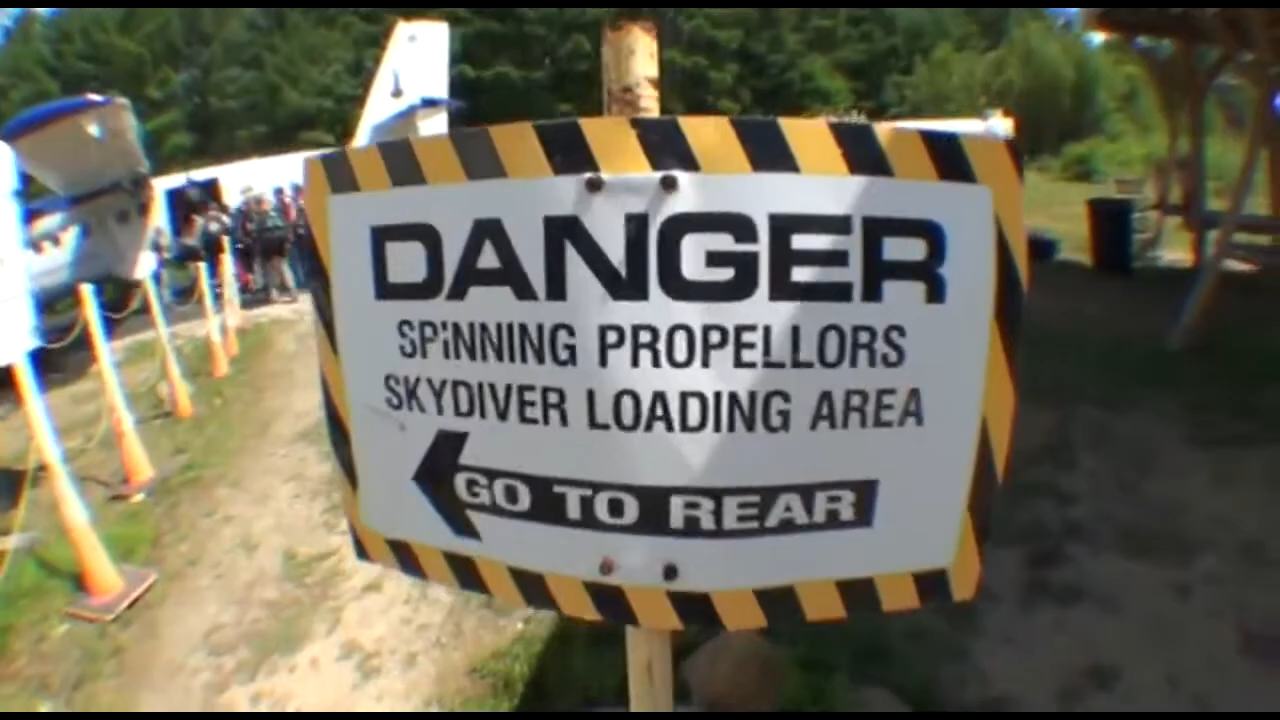 DANGER
SPINNING PROPELLORS
SKYDIVER LOADING AREA
GO TO REAR